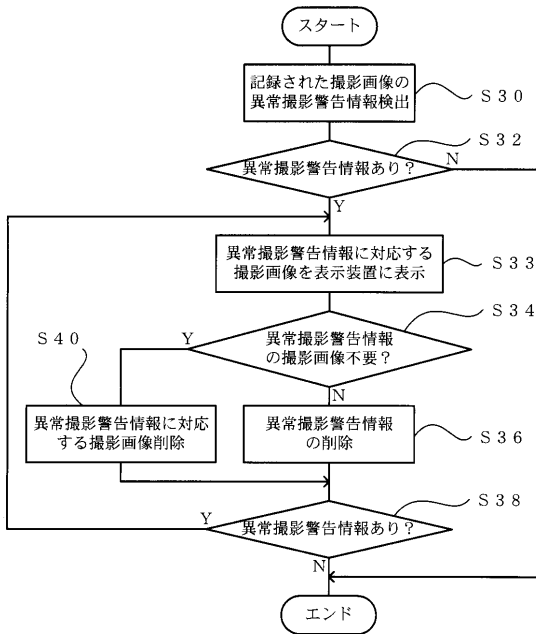 スタート
記録された撮影画像の
異常撮影警告情報検出
S30
S32
異常撮影警告情報あり？
N
Y
異常撮影警告情報に対応する
撮影画像を表示装置に表示
S33
S34
Y
異常撮影警告情報
の撮影画像不要？
S40
N
異常撮影警告情報に対応
する撮影画像削除
異常撮影警告情報
の削除
S36
S38
Y
異常撮影警告情報あり？
N
エンド